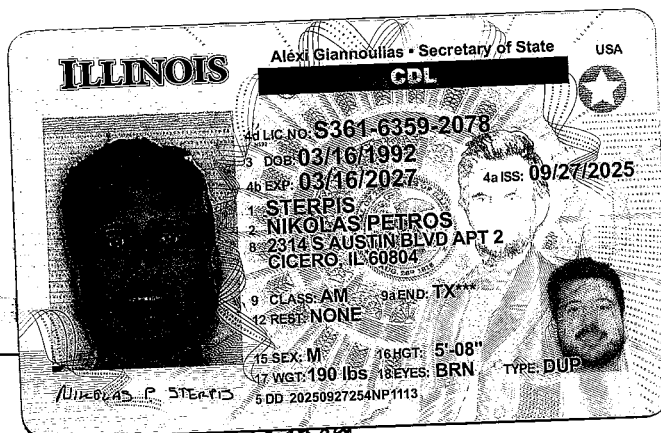 ILLINOIS
Alexi Giannoulias • Secretary of State
USA
CDL
4d LIC NO: S361-6359-2078
3 DOB: 03/16/1992
4b EXP: 03/16/2027
4a ISS: 09/27/2025
1 STERPIS
2 NIKOLAS PETROS
8 2314 S AUSTIN BLVD APT 2
CICERO, IL 60804
9 CLASS: AM 9a END: TX***
12 REST: NONE
15 SEX: M 16 HGT: 5'-08"
17 WGT: 190 lbs 18 EYES: BRN TYPE: DUP
5 DD 20250927254NP1113
NIKOLAS P. STERPIS